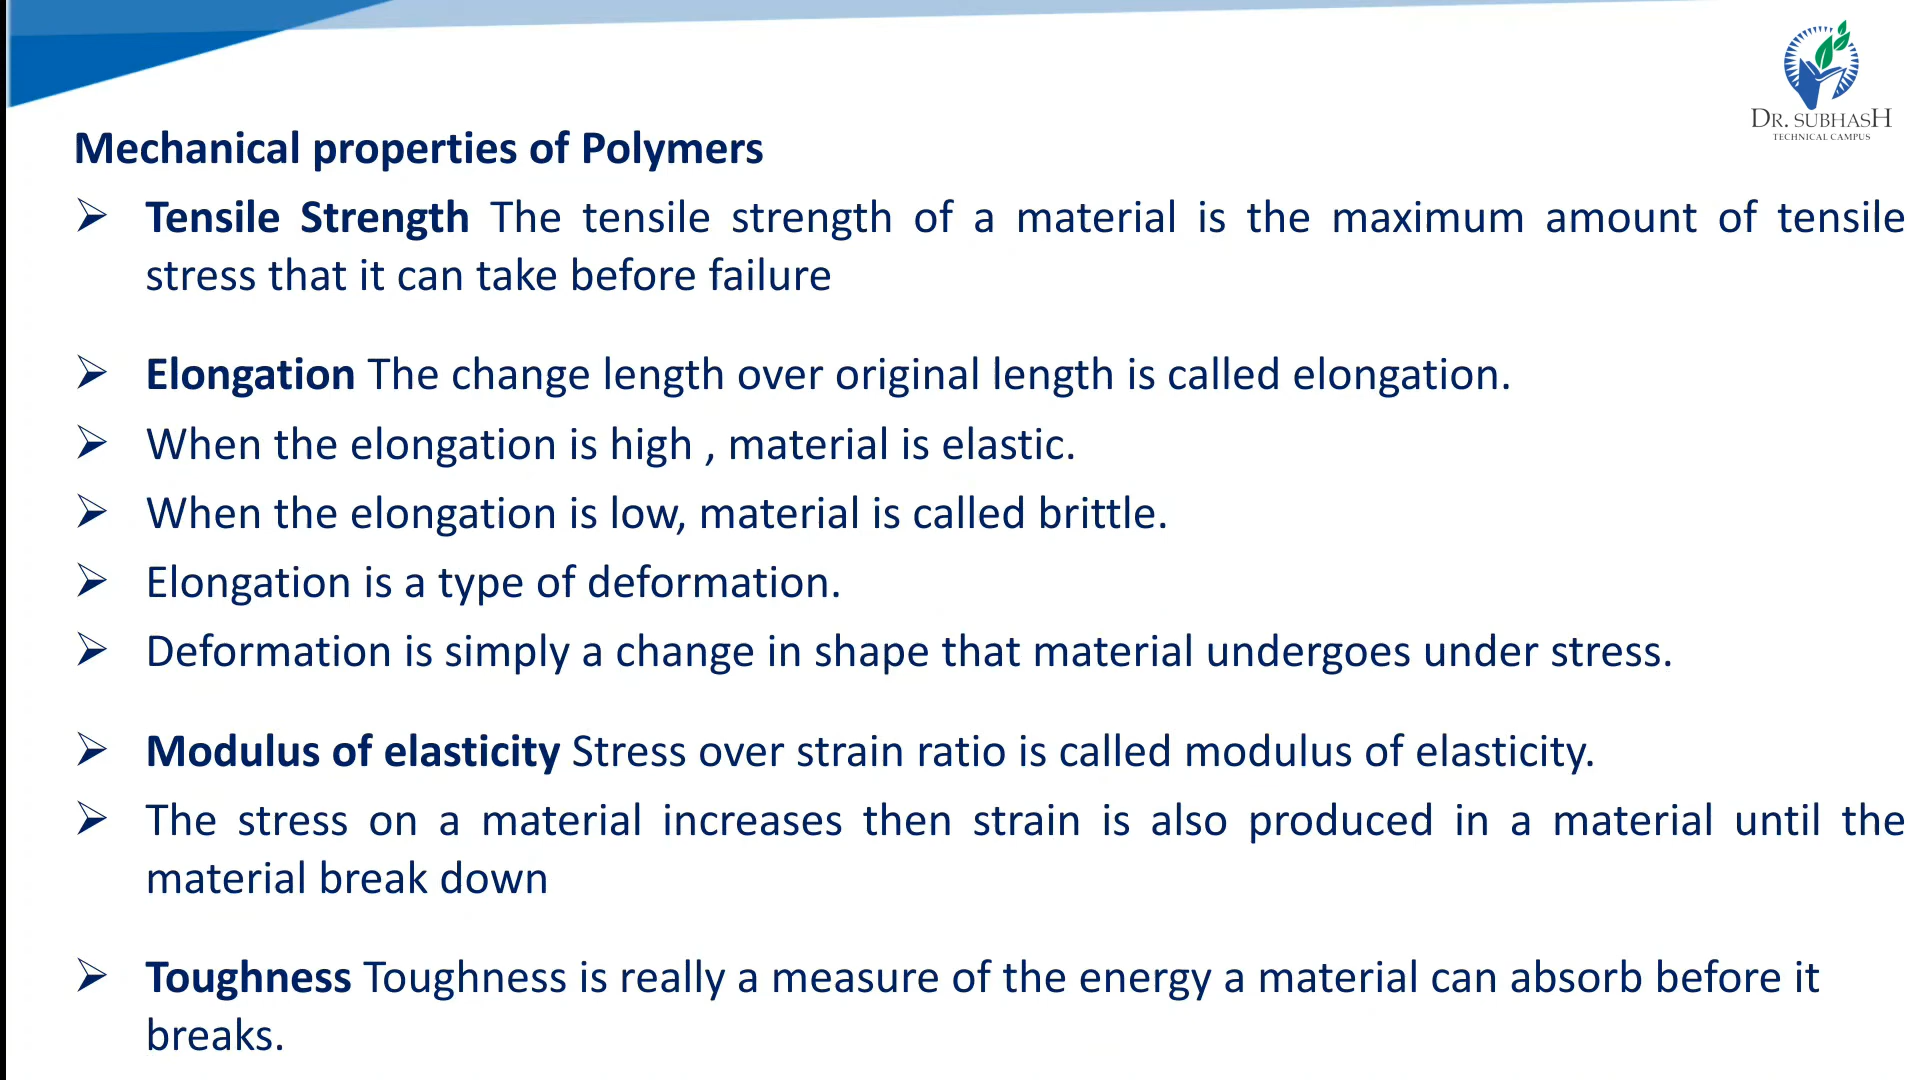 DR. SUBHASH
TECHNICAL CAMPUS
Mechanical properties of Polymers
➢ Tensile Strength The tensile strength of a material is the maximum amount of tensile
stress that it can take before failure
➢ Elongation The change length over original length is called elongation.
➢ When the elongation is high , material is elastic.
➢ When the elongation is low, material is called brittle.
➢ Elongation is a type of deformation.
➢ Deformation is simply a change in shape that material undergoes under stress.
➢ Modulus of elasticity Stress over strain ratio is called modulus of elasticity.
➢ The stress on a material increases then strain is also produced in a material until the
material break down
➢ Toughness Toughness is really a measure of the energy a material can absorb before it
breaks.